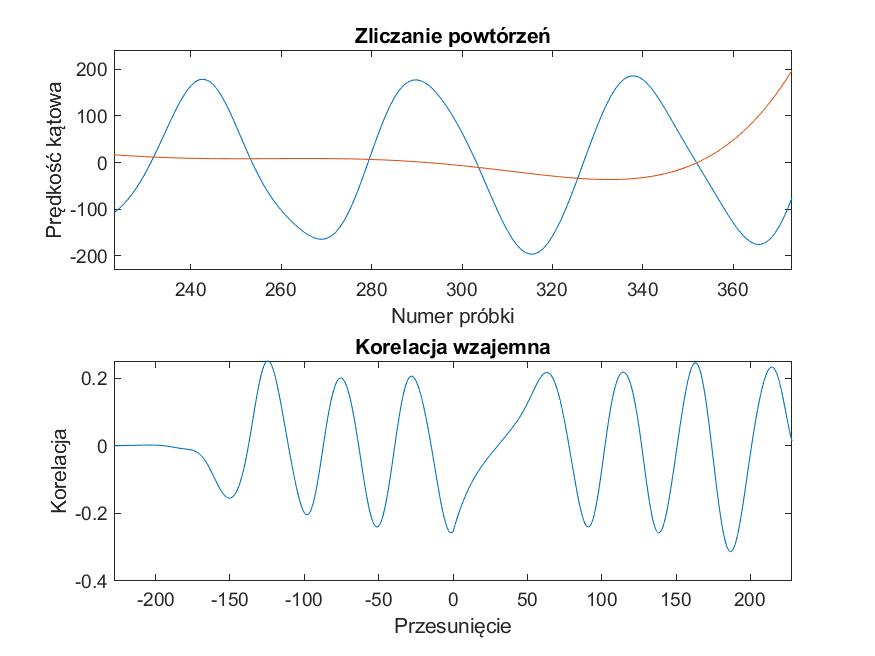 Zliczanie powtórzeń
200
100
0
-100
-200
Prędkość kątowa
240 260 280 300 320 340 360
Numer próbki
Korelacja wzajemna
0.2
0
-0.2
-0.4
Korelacja
-200 -150 -100 -50 0 50 100 150 200
Przesunięcie